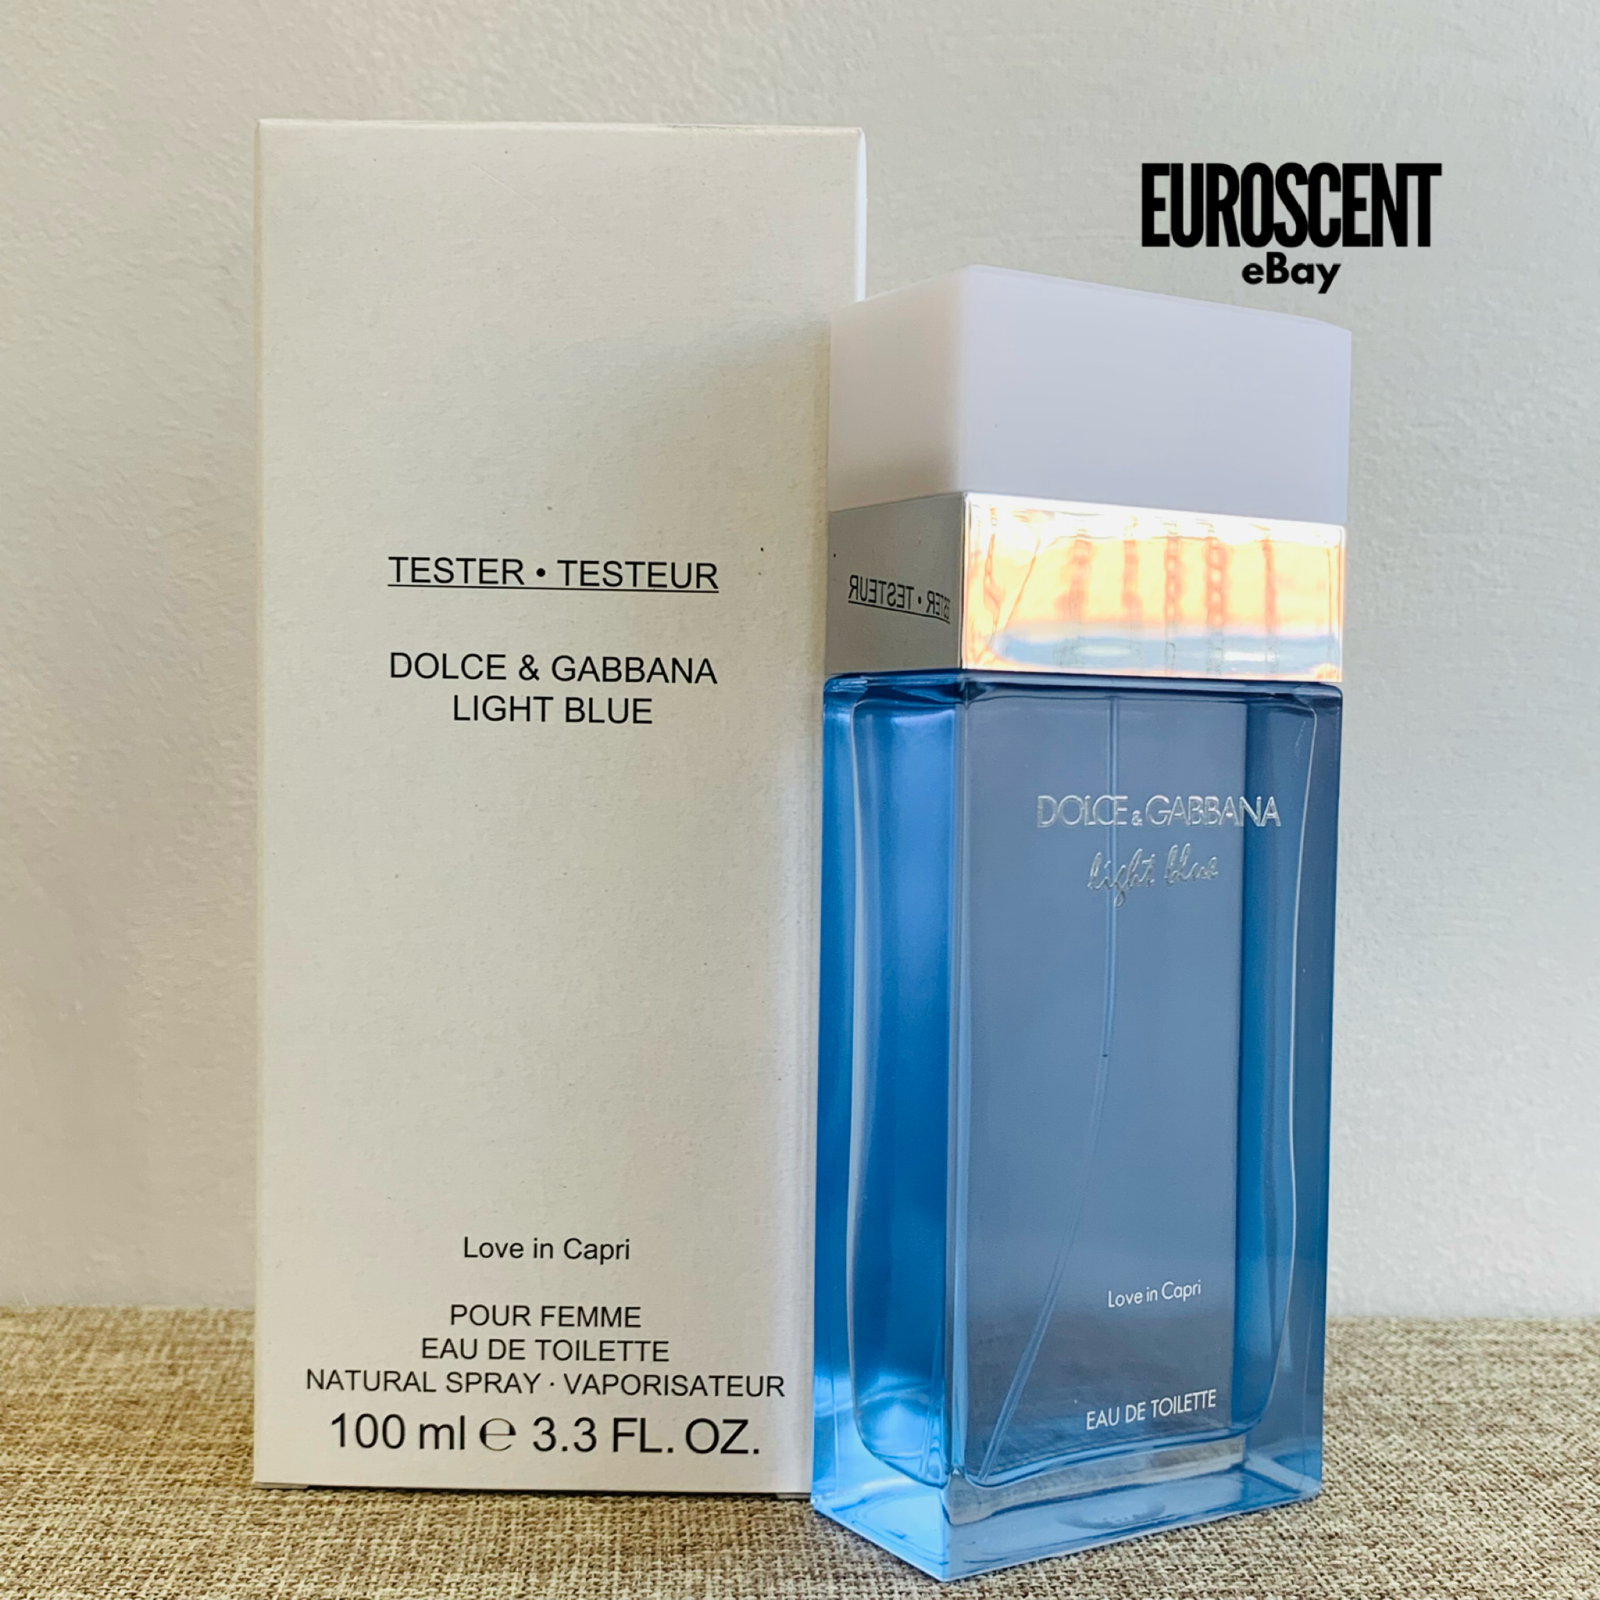 EUROSCENT
eBay
TESTER • TESTEUR
DOLCE & GABBANA
LIGHT BLUE
Love in Capri
POUR FEMME
EAU DE TOILETTE
NATURAL SPRAY · VAPORISATEUR
100 ml ℮ 3.3 FL. OZ.
TESTER • TESTEUR
DOLCE & GABBANA
light blue
Love in Capri
EAU DE TOILETTE